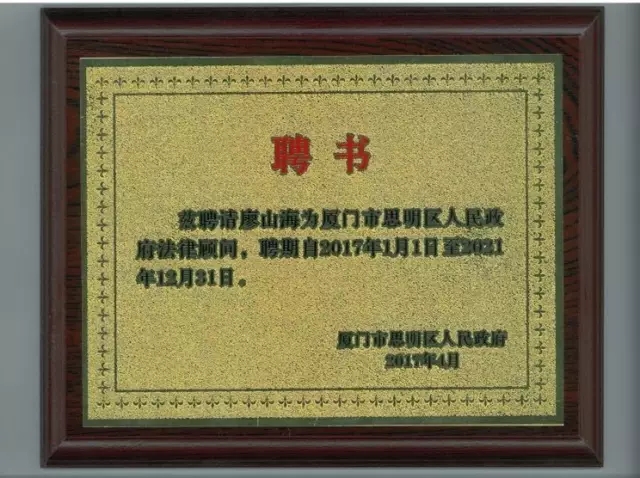 聘书
兹聘请廖山海为厦门市思明区人民政
府法律顾问，聘期自2017年1月1日至2021
年12月31日。
厦门市思明区人民政府
2017年4月